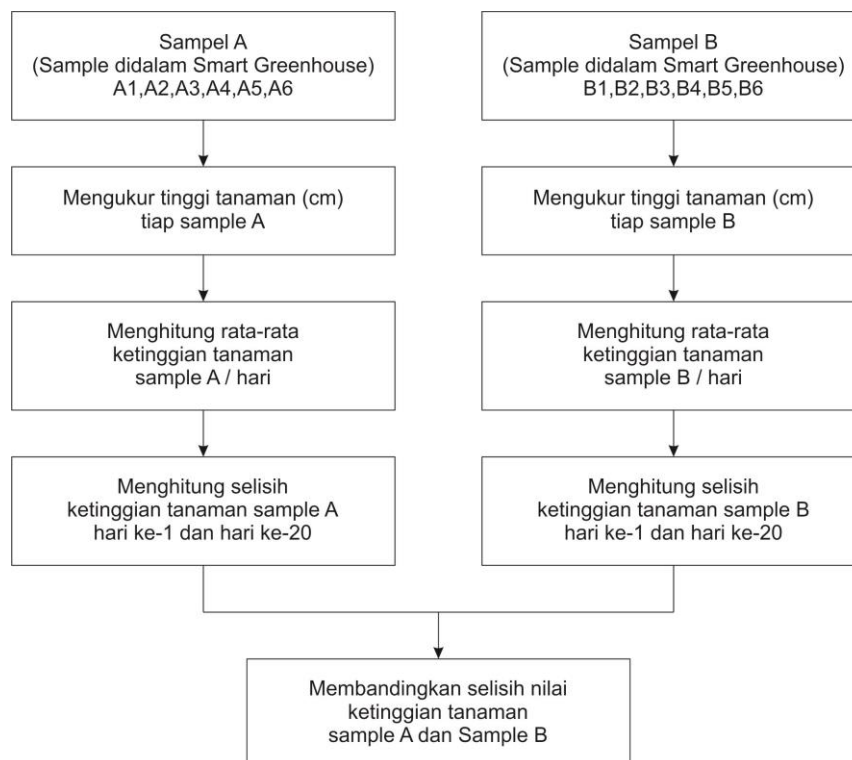 Sampel A
(Sample didalam Smart Greenhouse)
A1,A2,A3,A4,A5,A6
Mengukur tinggi tanaman (cm)
tiap sample A
Menghitung rata-rata
ketinggian tanaman
sample A / hari
Menghitung selisih
ketinggian tanaman sample A
hari ke-1 dan hari ke-20
Sampel B
(Sample didalam Smart Greenhouse)
B1,B2,B3,B4,B5,B6
Mengukur tinggi tanaman (cm)
tiap sample B
Menghitung rata-rata
ketinggian tanaman
sample B / hari
Menghitung selisih
ketinggian tanaman sample B
hari ke-1 dan hari ke-20
Membandingkan selisih nilai
ketinggian tanaman
sample A dan Sample B